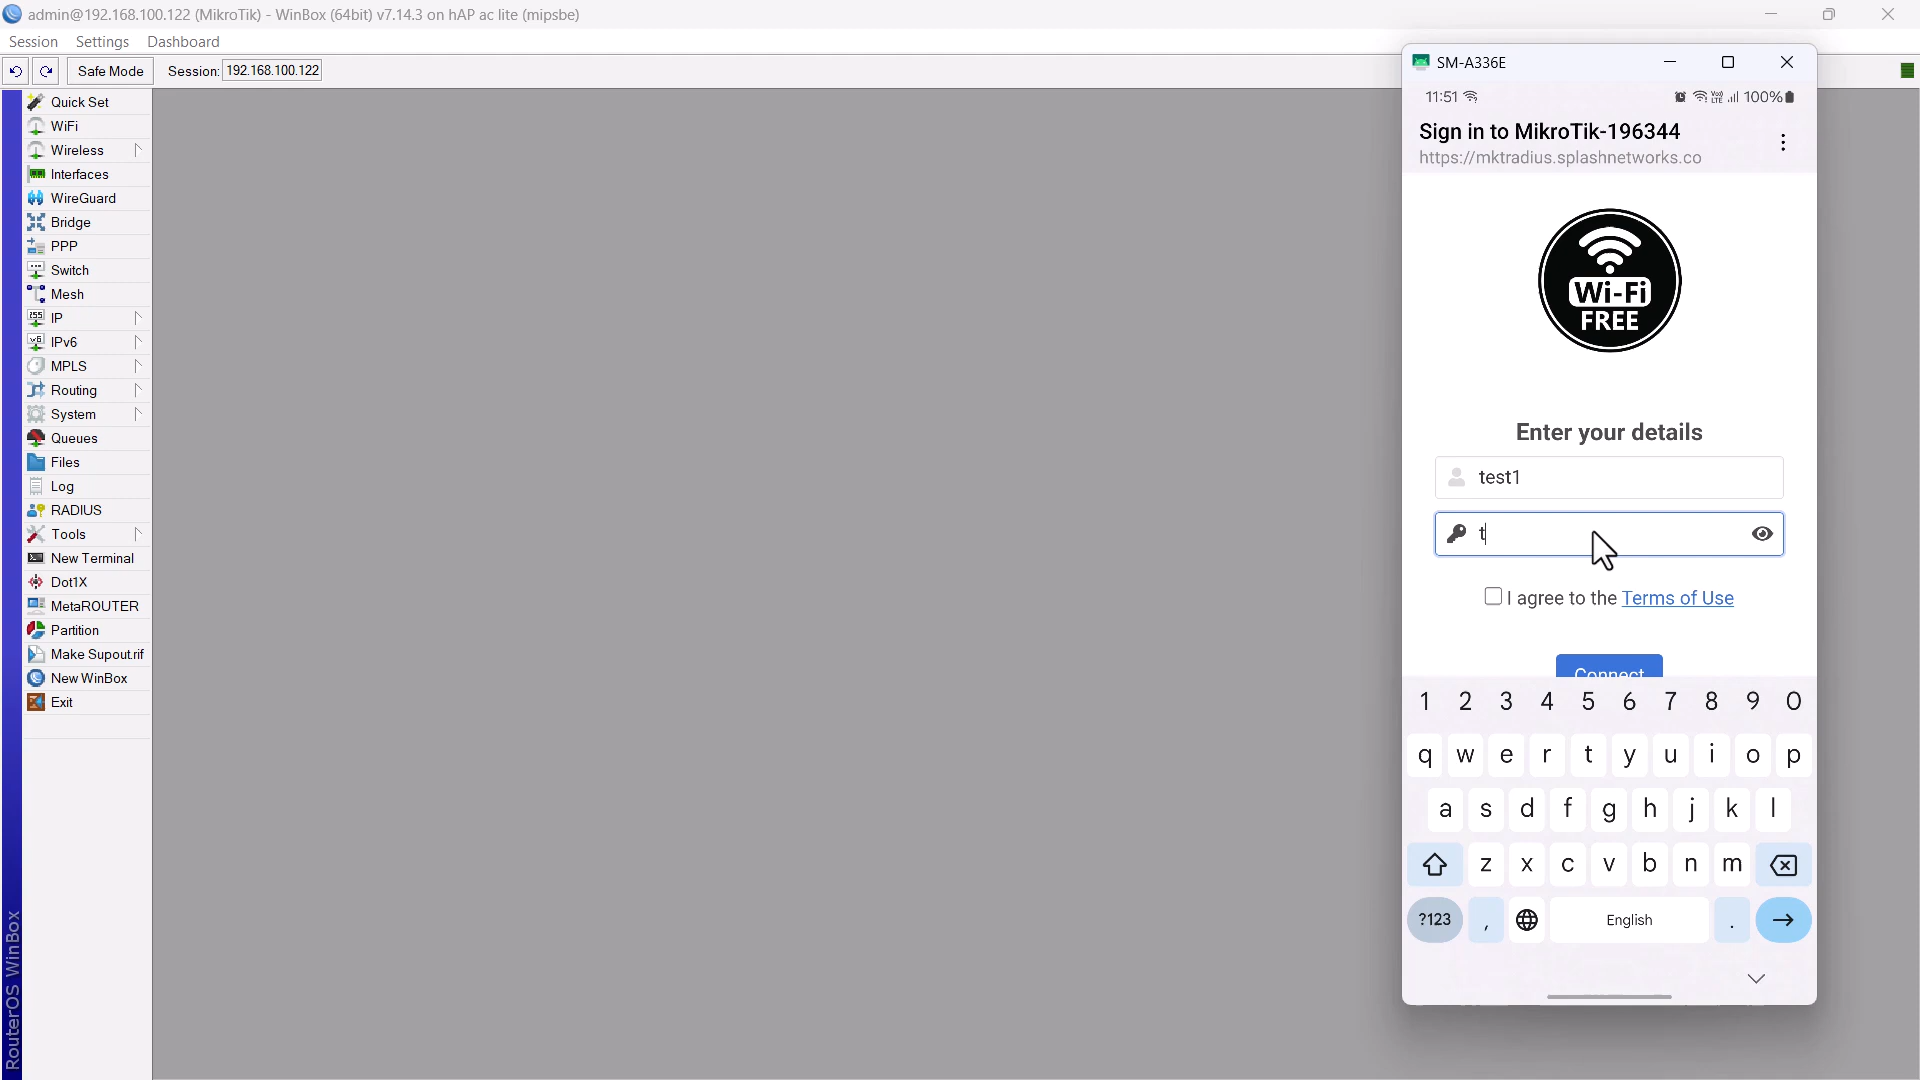 admin@192.168.100.122 (MikroTik) - WinBox (64bit) v7.14.3 on hAP ac lite (mipsbe)
Session Settings Dashboard
Safe Mode Session: 192.168.100.122
Quick Set
WiFi
Wireless
Interfaces
WireGuard
Bridge
PPP
Switch
Mesh
255 IP
v6 IPv6
MPLS
Routing
System
Queues
Files
Log
RADIUS
Tools
New Terminal
Dot1X
MetaROUTER
Partition
Make Supout.rif
New WinBox
Exit
RouterOS WinBox
SM-A336E
11:51 100%
Sign in to MikroTik-196344
https://mktradius.splashnetworks.co
Wi-Fi
FREE
Enter your details
test1
t
I agree to the Terms of Use
Connect
1 2 3 4 5 6 7 8 9 0
q w e r t y u i o p
a s d f g h j k l
z x c v b n m
?123 , English .